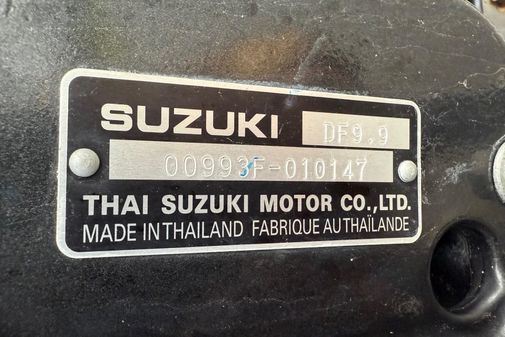 SUZUKI DF9.9
00993F-010147
THAI SUZUKI MOTOR CO.,LTD.
MADE IN THAILAND FABRIQUE AU THAÏLANDE